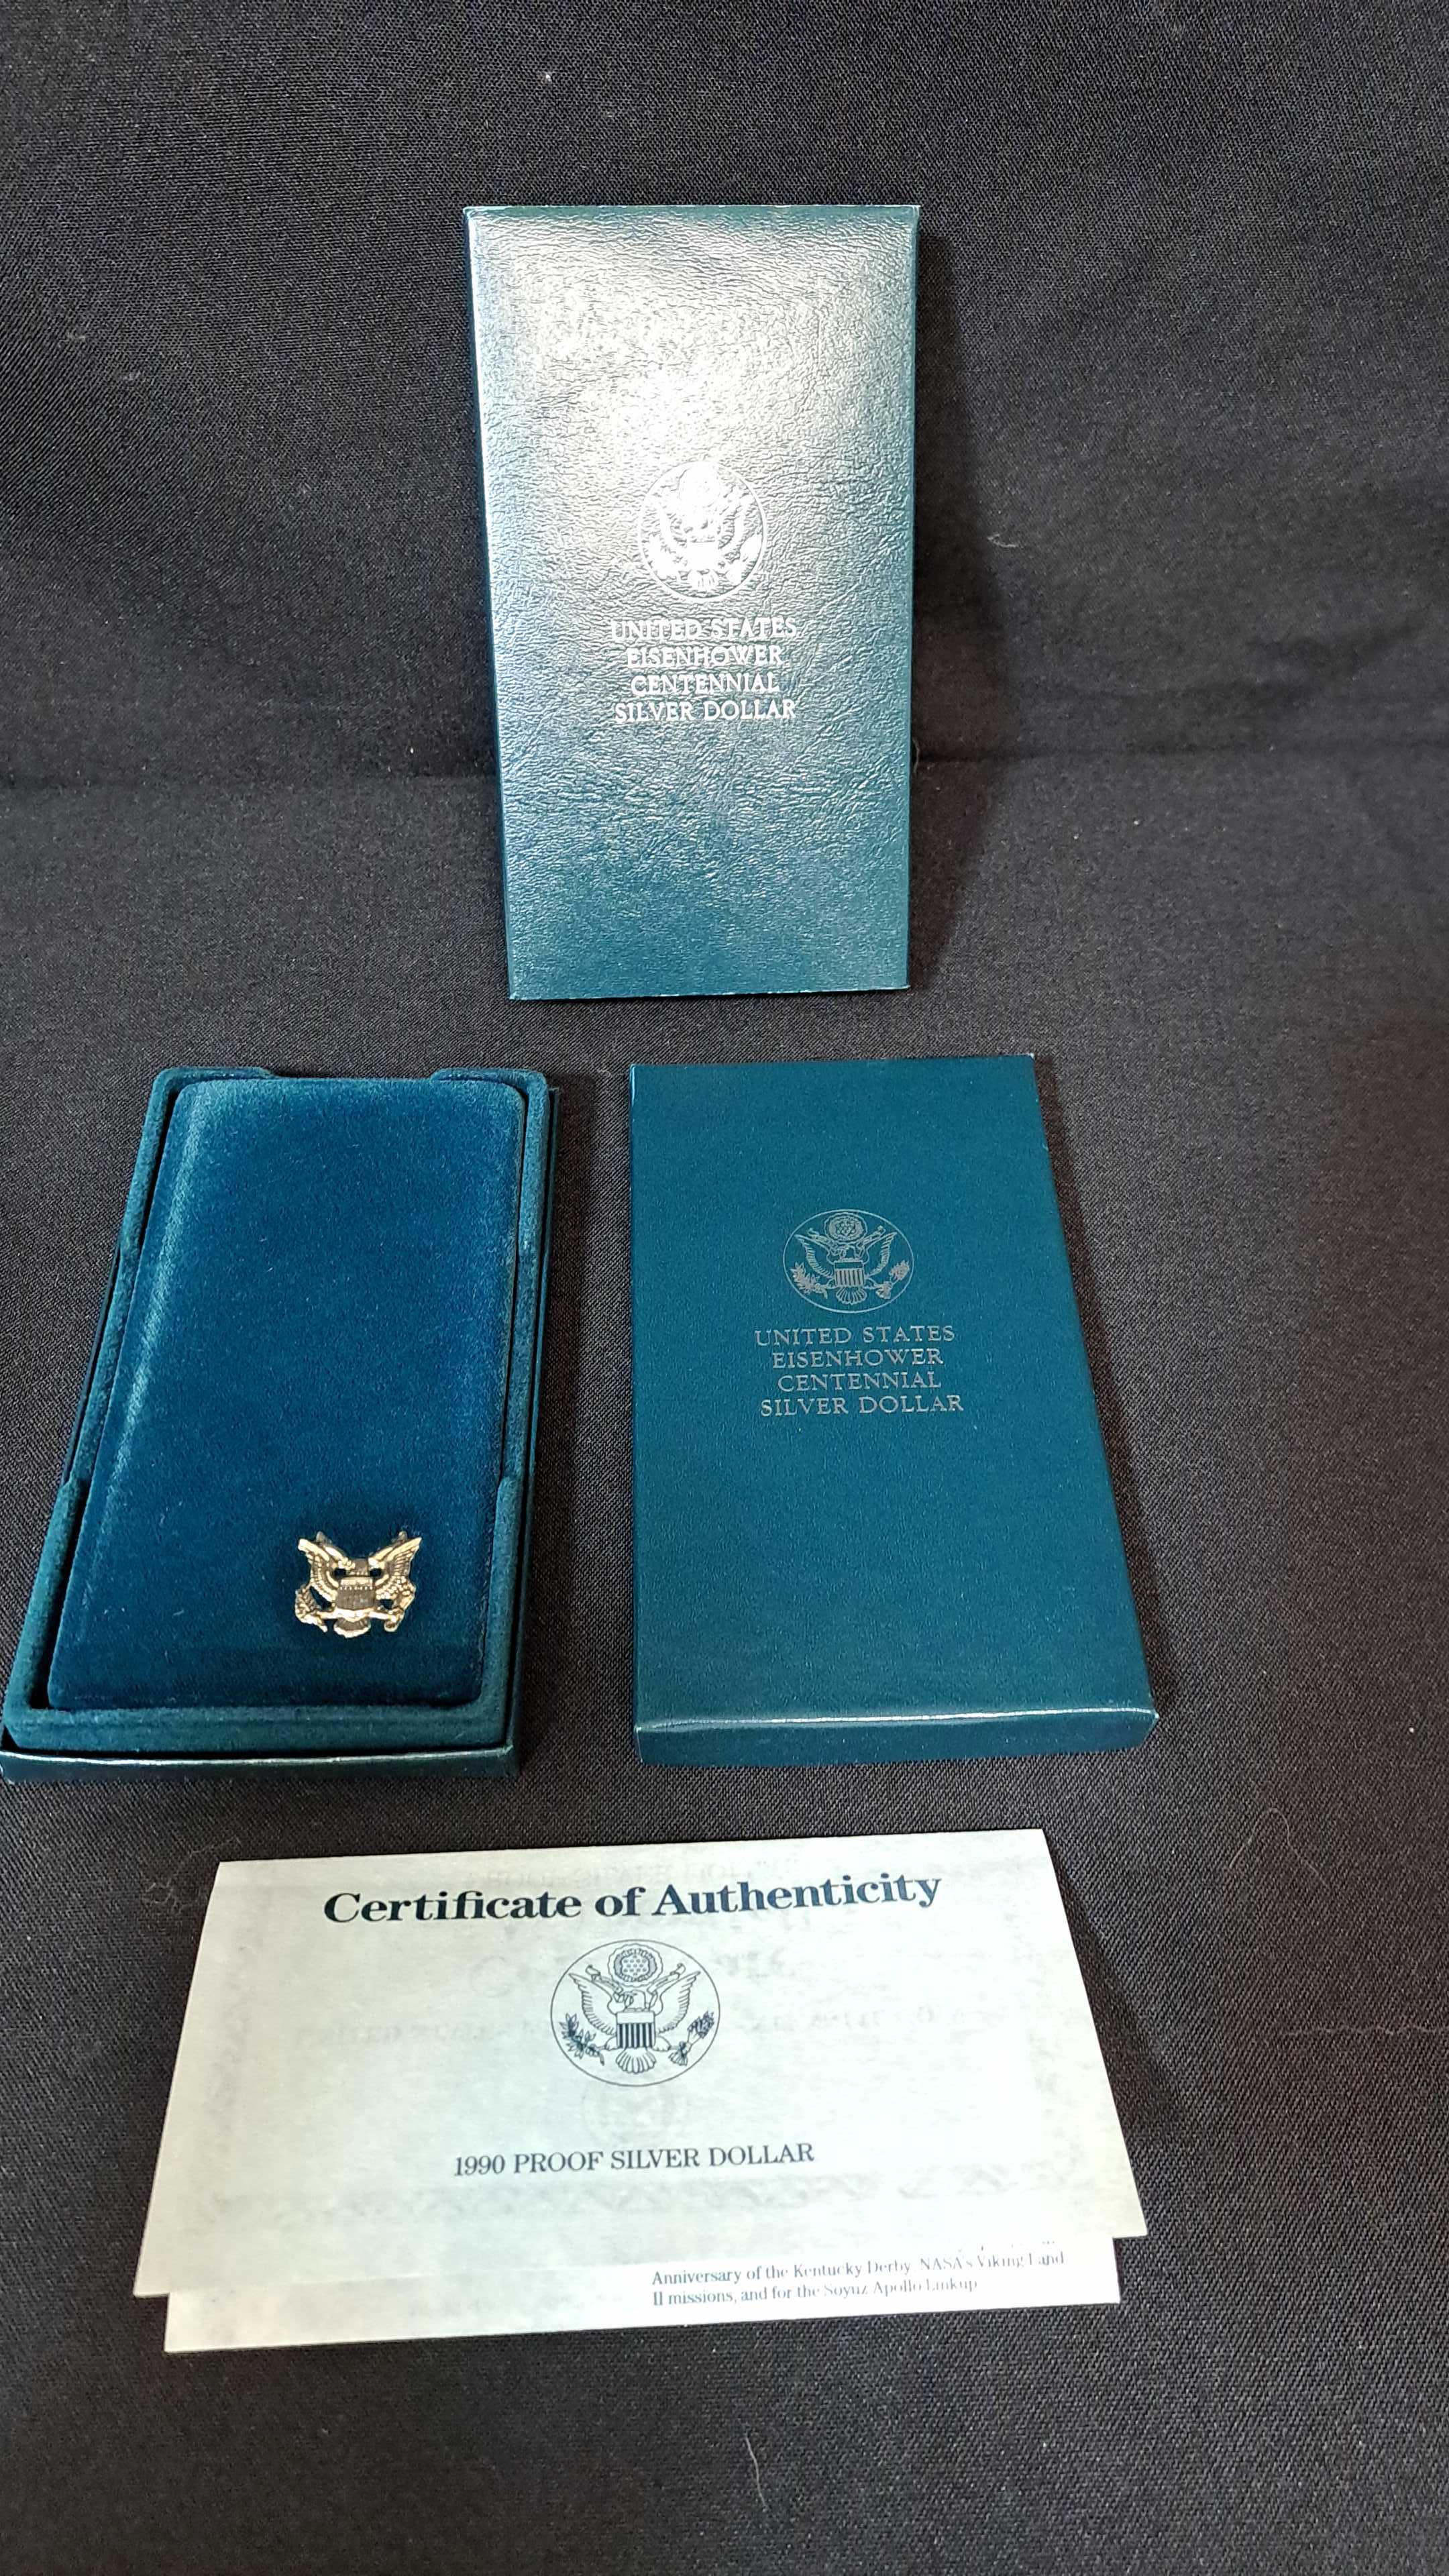 UNITED STATES
EISENHOWER
CENTENNIAL
SILVER DOLLAR
UNITED STATES
EISENHOWER
CENTENNIAL
SILVER DOLLAR
Certificate of Authenticity
1990 PROOF SILVER DOLLAR
Anniversary of the Kentucky Derby, NASA's Viking Land
II missions, and for the Soyuz Apollo Linkup